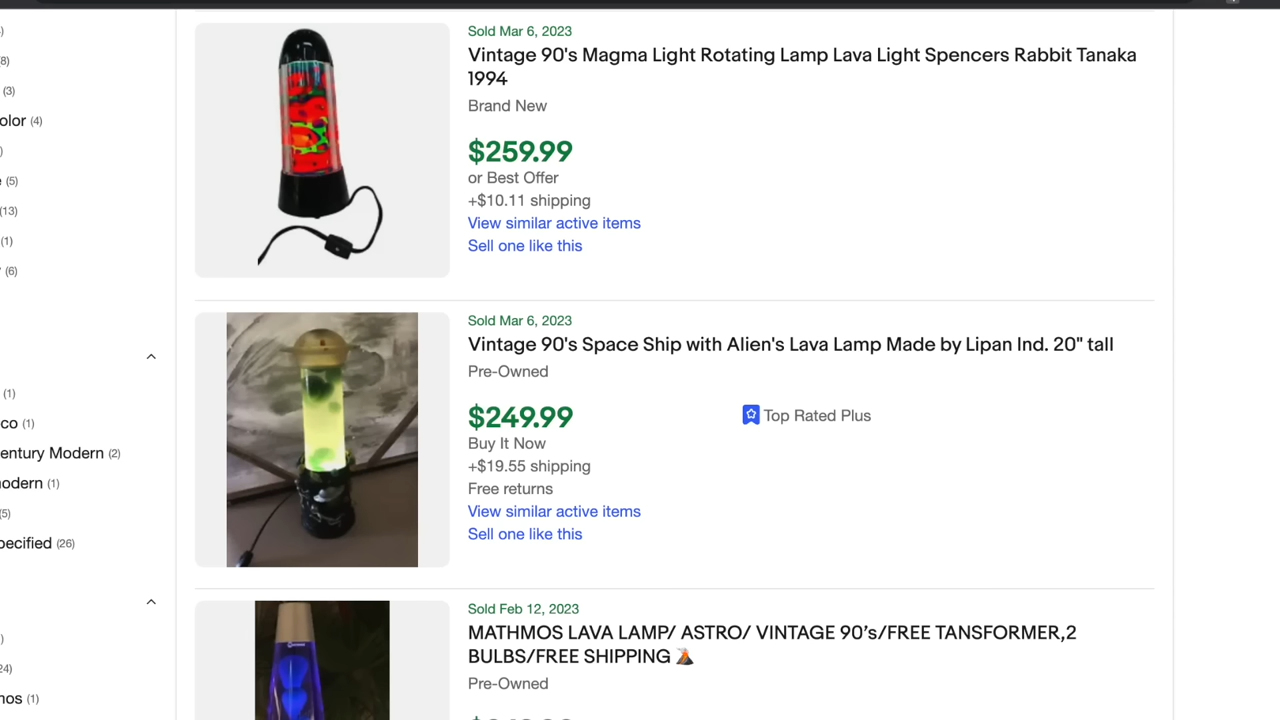 )
(8)
(3)
olor (4)
)
(5)
(13)
(1)
(6)
(1)
co (1)
entury Modern (2)
odern (1)
(5)
pecified (26)
)
24)
nos (1)
Sold Mar 6, 2023
Vintage 90's Magma Light Rotating Lamp Lava Light Spencers Rabbit Tanaka
1994
Brand New
$259.99
or Best Offer
+$10.11 shipping
View similar active items
Sell one like this
Sold Mar 6, 2023
Vintage 90's Space Ship with Alien's Lava Lamp Made by Lipan Ind. 20" tall
Pre-Owned
$249.99
Top Rated Plus
Buy It Now
+$19.55 shipping
Free returns
View similar active items
Sell one like this
Sold Feb 12, 2023
MATHMOS LAVA LAMP/ ASTRO/ VINTAGE 90’s/FREE TANSFORMER,2
BULBS/FREE SHIPPING 🌋
Pre-Owned